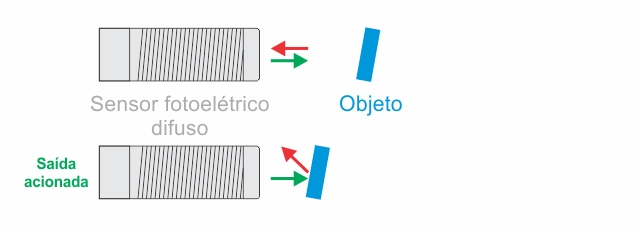 Sensor fotoelétrico
difuso
Objeto
Saída
acionada